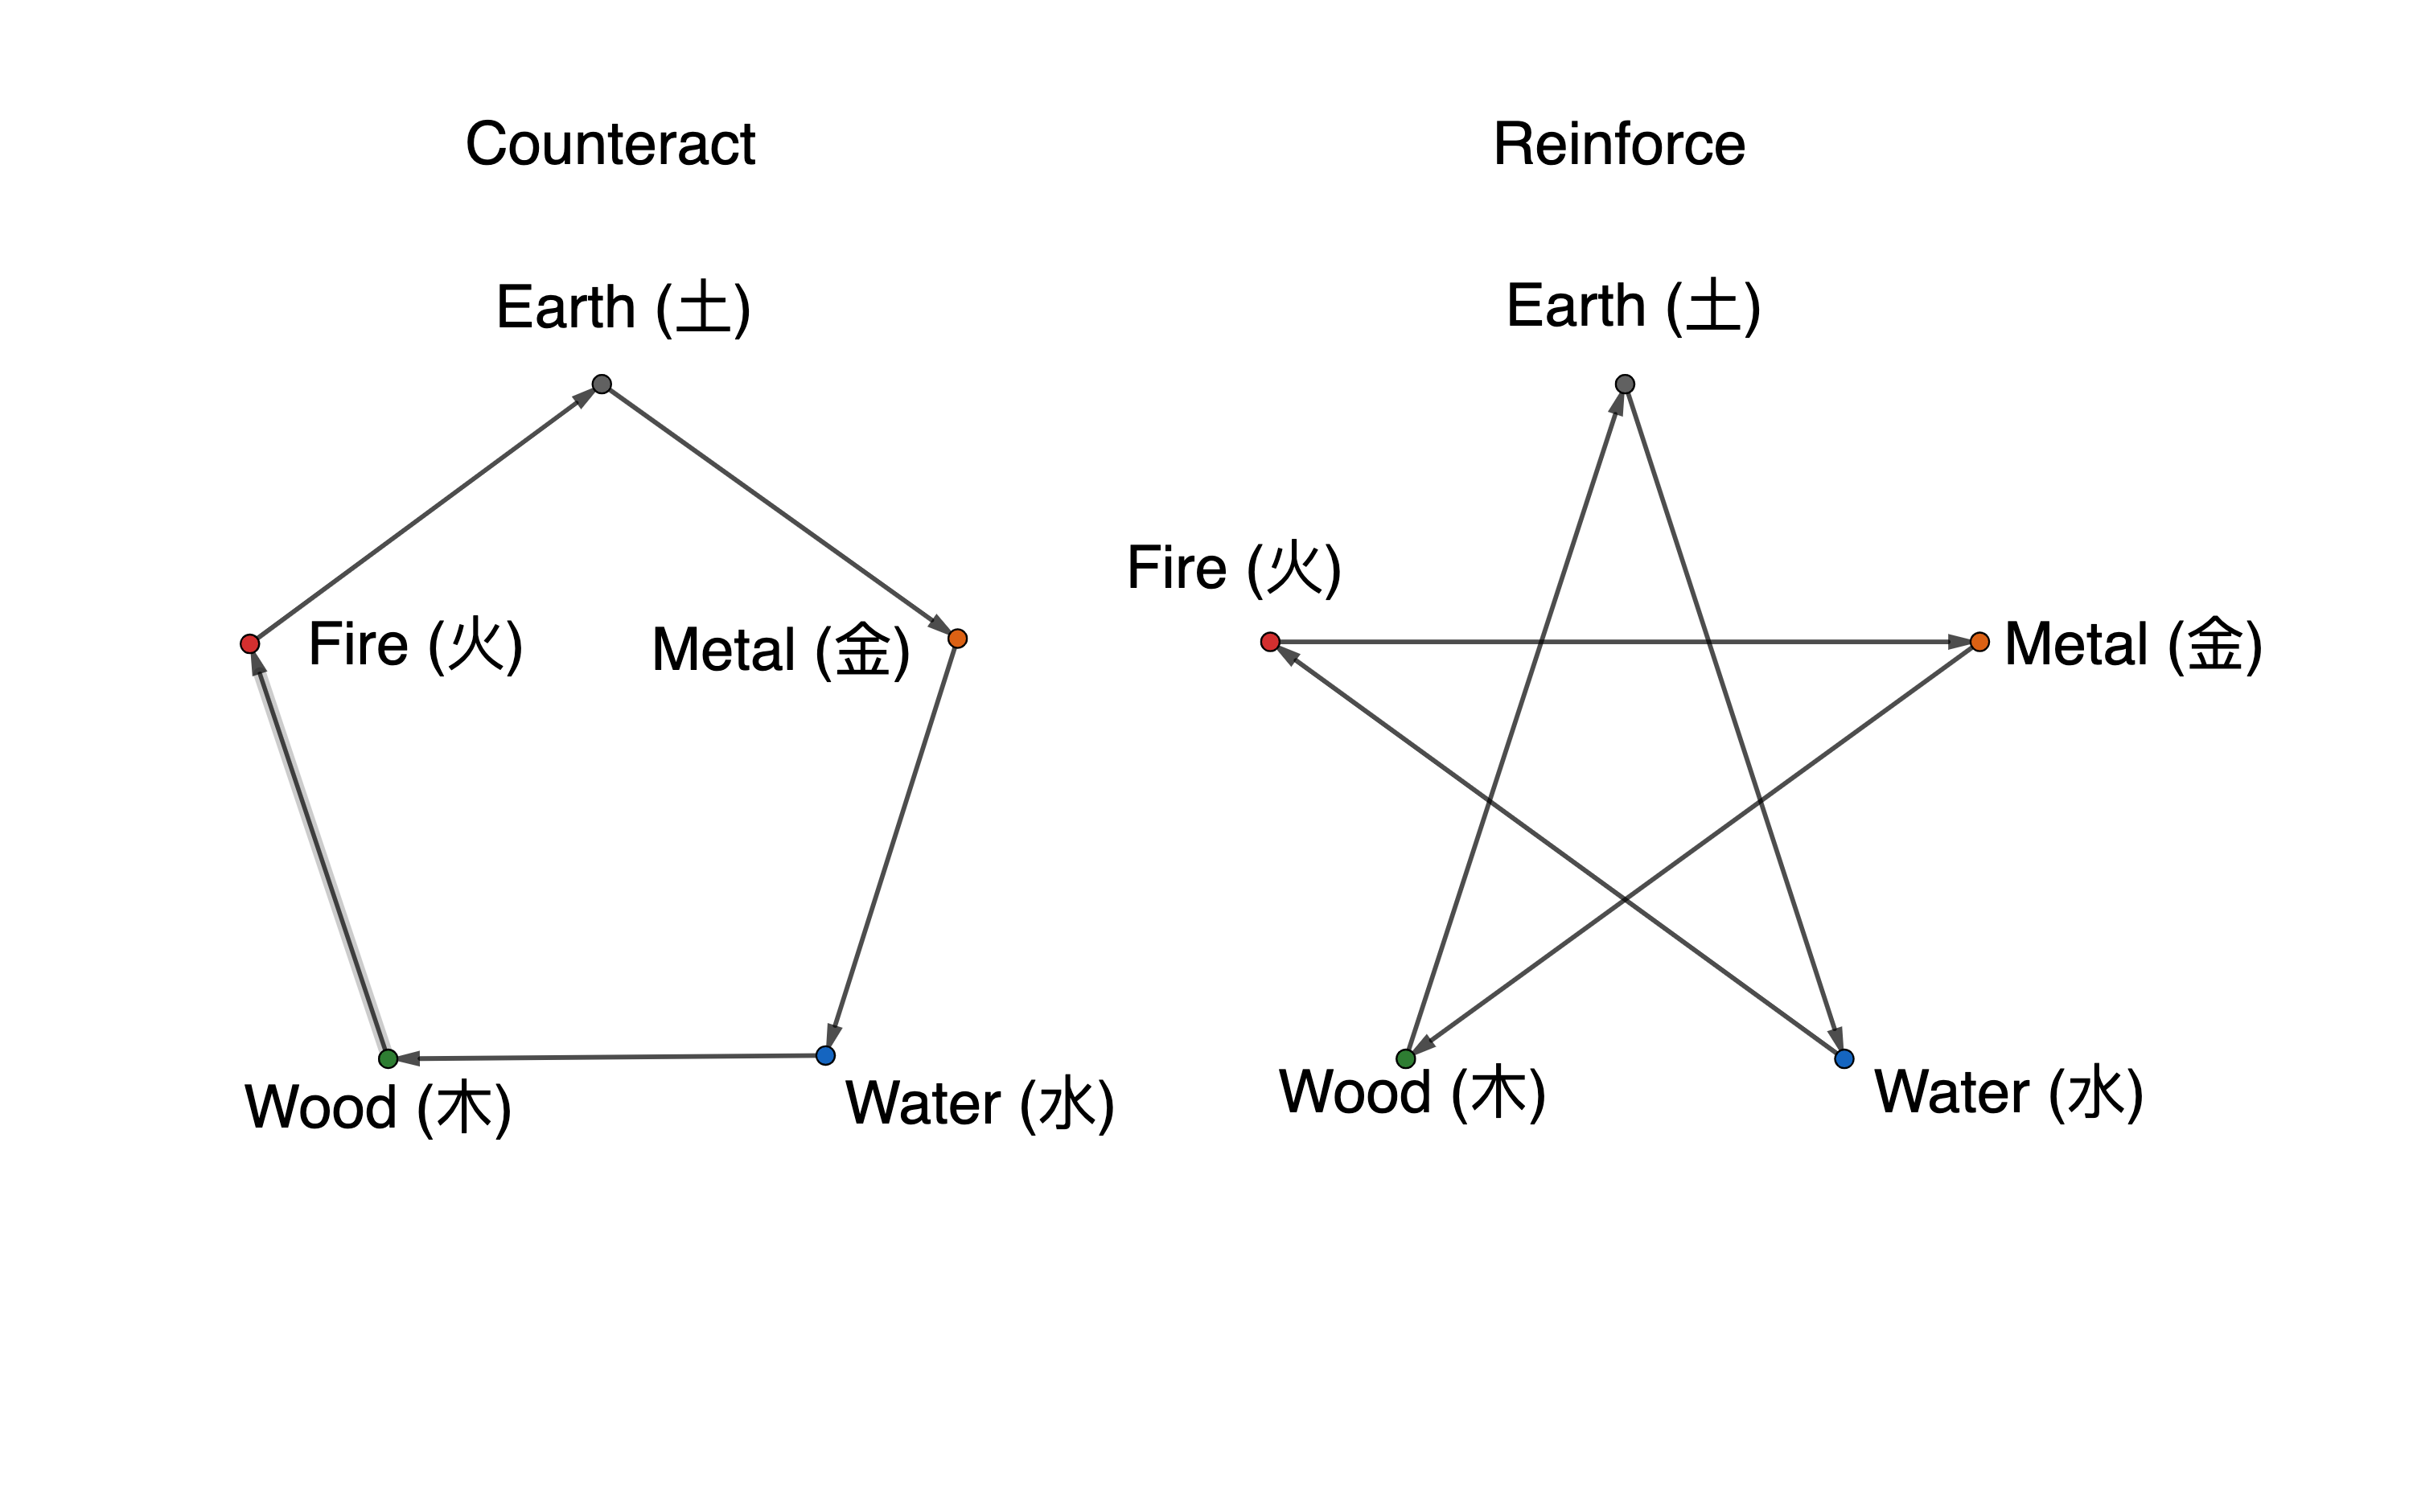 Counteract
Earth (土)
Fire (火)
Metal (金)
Wood (木)
Water (水)
Reinforce
Earth (土)
Fire (火)
Metal (金)
Wood (木)
Water (水)